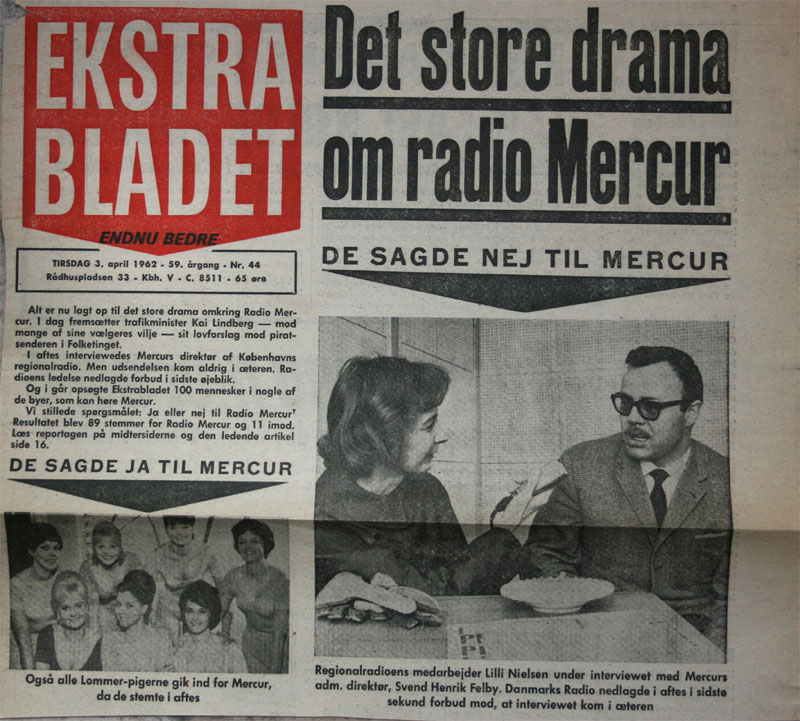 EKSTRA
BLADET
ENDNU BEDRE
TIRSDAG 3. april 1962 - 59. årgang - Nr. 44
Rådhuspladsen 33 - Kbh. V - C. 8511 - 65 øre
Det store drama
om radio Mercur
DE SAGDE NEJ TIL MERCUR
Alt er nu lagt op til det store drama omkring Radio Mer-
cur. I dag fremsætter trafikminister Kai Lindberg — mod
mange af sine vælgeres vilje — sit lovforslag mod pirat-
senderen i Folketinget.
I aftes interviewedes Mercurs direktør af Københavns
regionalradio. Men udsendelsen kom aldrig i æteren. Ra-
dioens ledelse nedlagde forbud i sidste øjeblik.
Og i går opsøgte Ekstrabladet 100 mennesker i nogle af
de byer, som kan høre Mercur.
Vi stillede spørgsmålet: Ja eller nej til Radio Mercur?
Resultatet blev 89 stemmer for Radio Mercur og 11 imod.
Læs reportagen på midtersiderne og den ledende artikel
side 16.
DE SAGDE JA TIL MERCUR
Også alle Lommer-pigerne gik ind for Mercur,
da de stemte i aftes
Regionalradioens medarbejder Lilli Nielsen under interviewet med Mercurs
adm. direktør, Svend Henrik Felby. Danmarks Radio nedlagde i aftes i sidste
sekund forbud mod, at interviewet kom i æteren